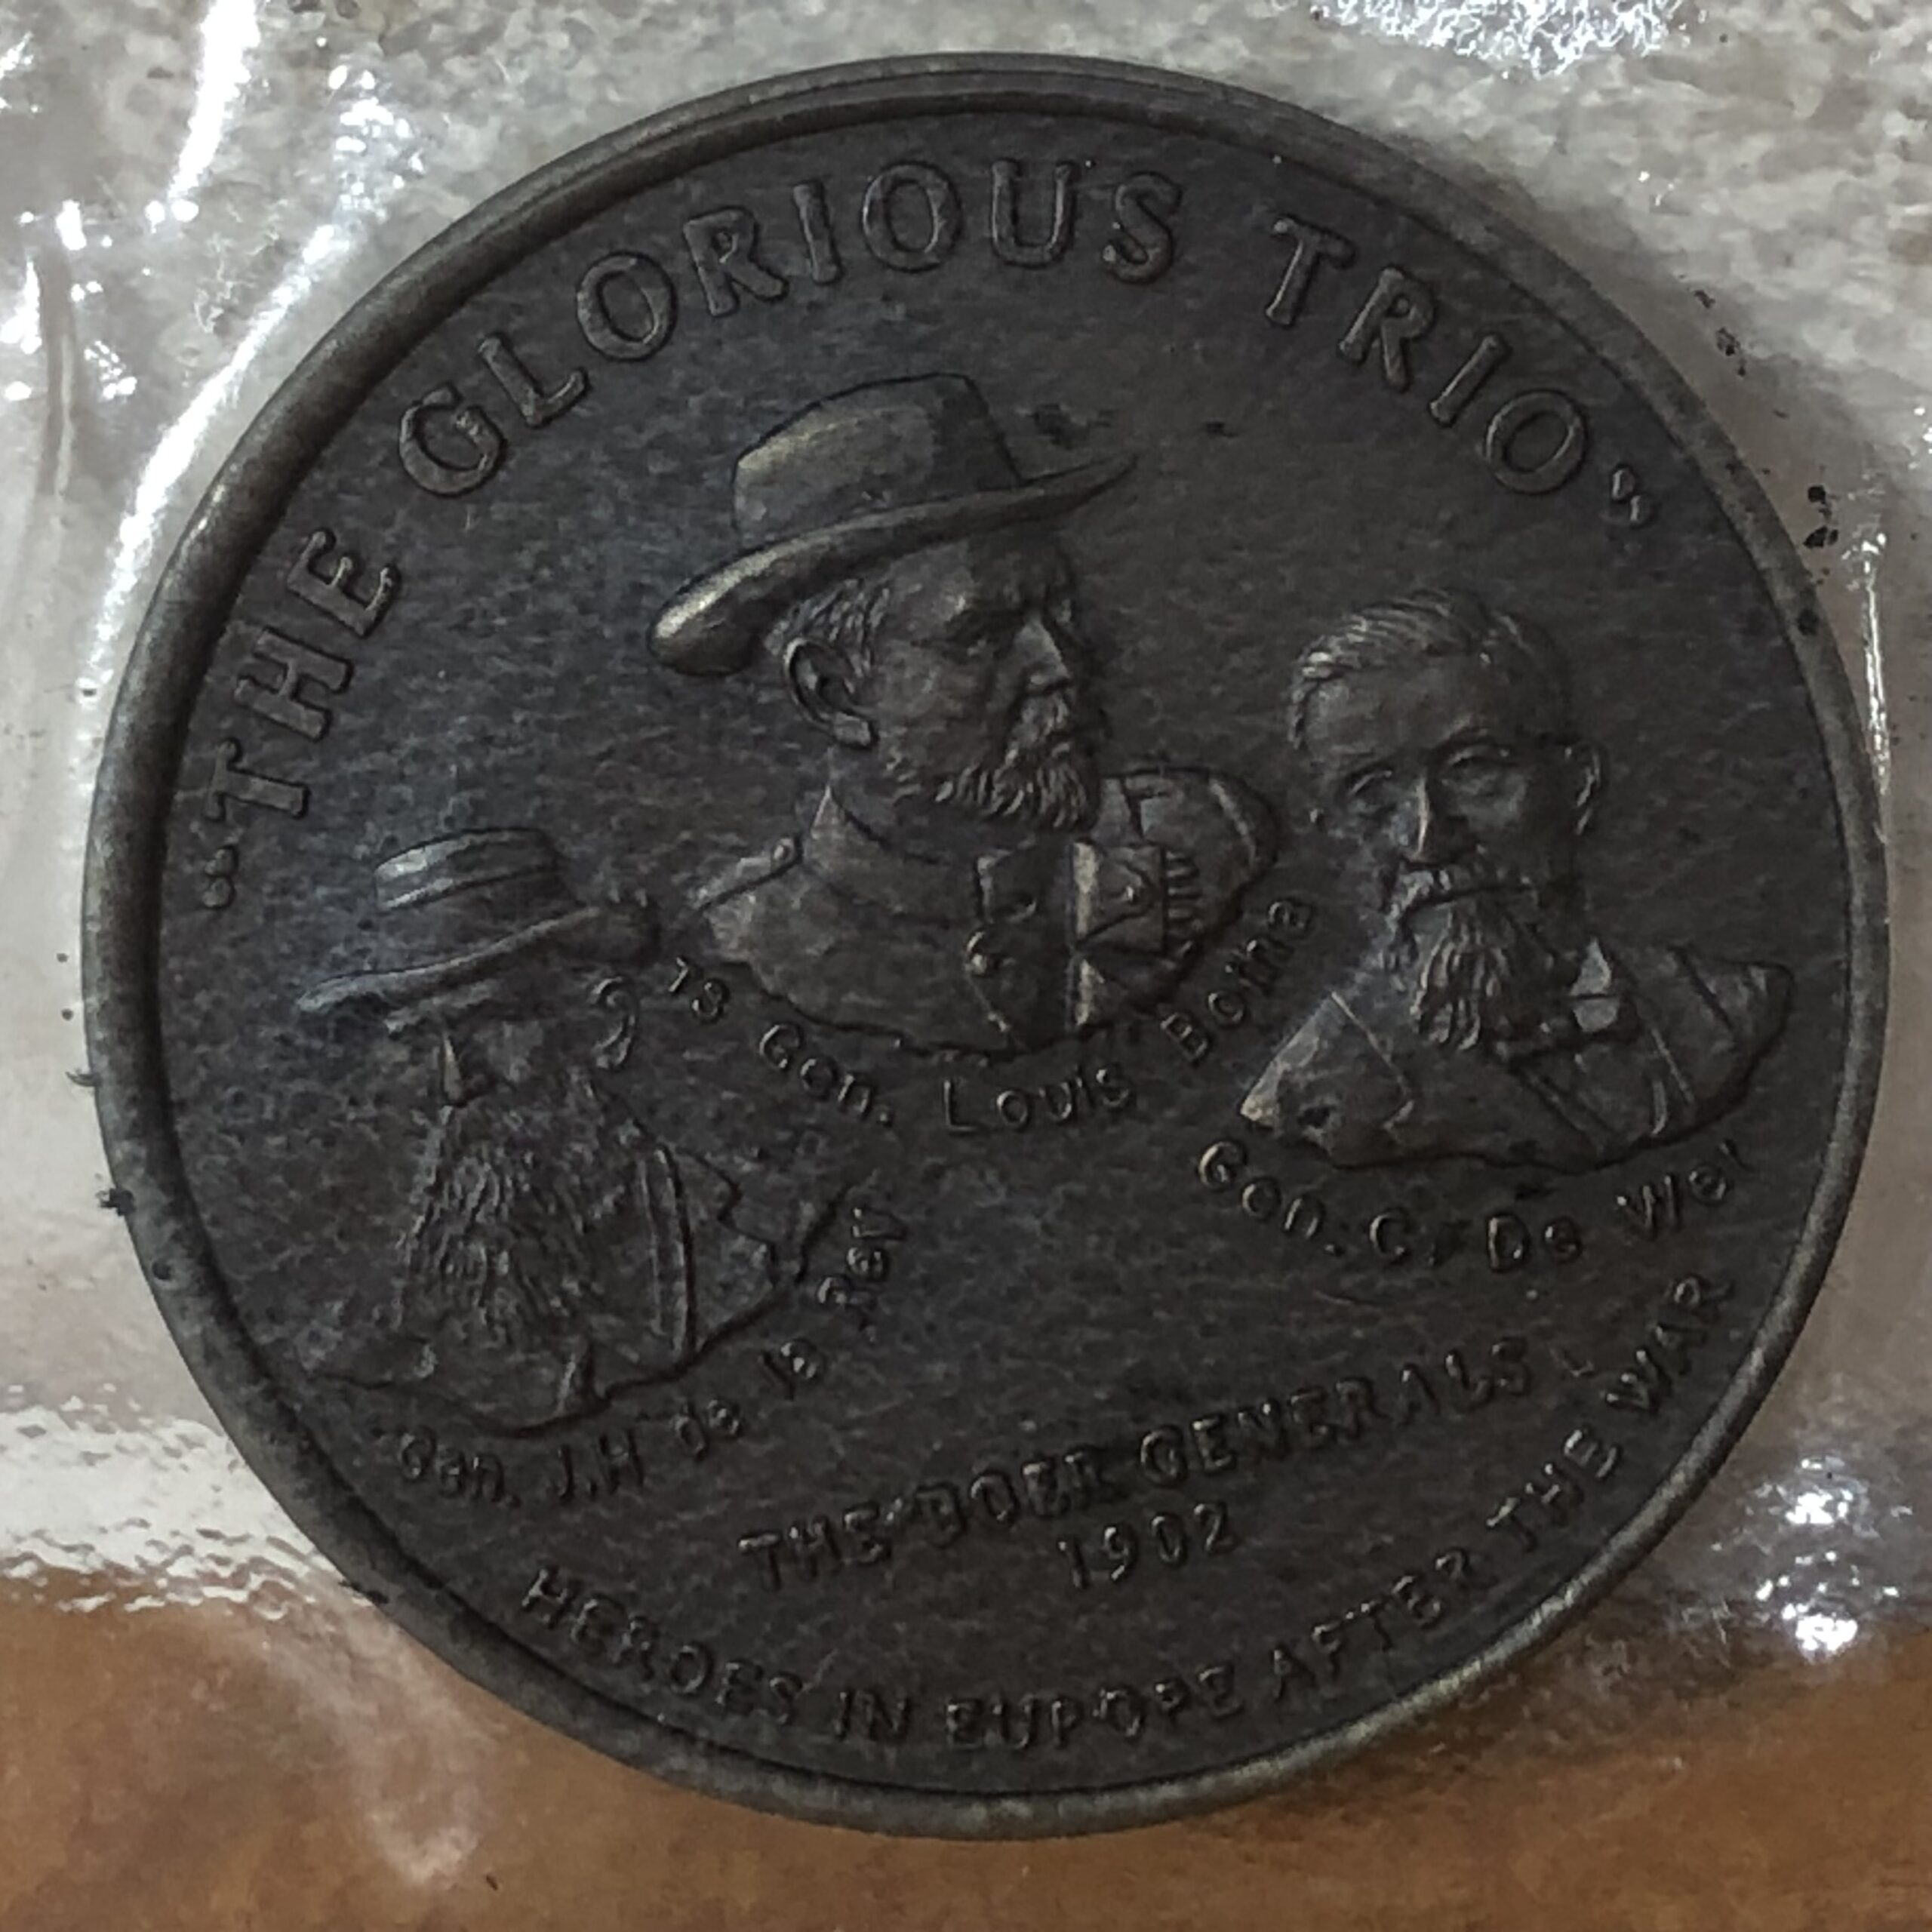 “THE GLORIOUS TRIO”
Gen. Louis Botha
Gen. C. De Wet
Gen. J.H de la Rey
THE BOER GENERALS
1902
HEROES IN EUROPE AFTER THE WAR